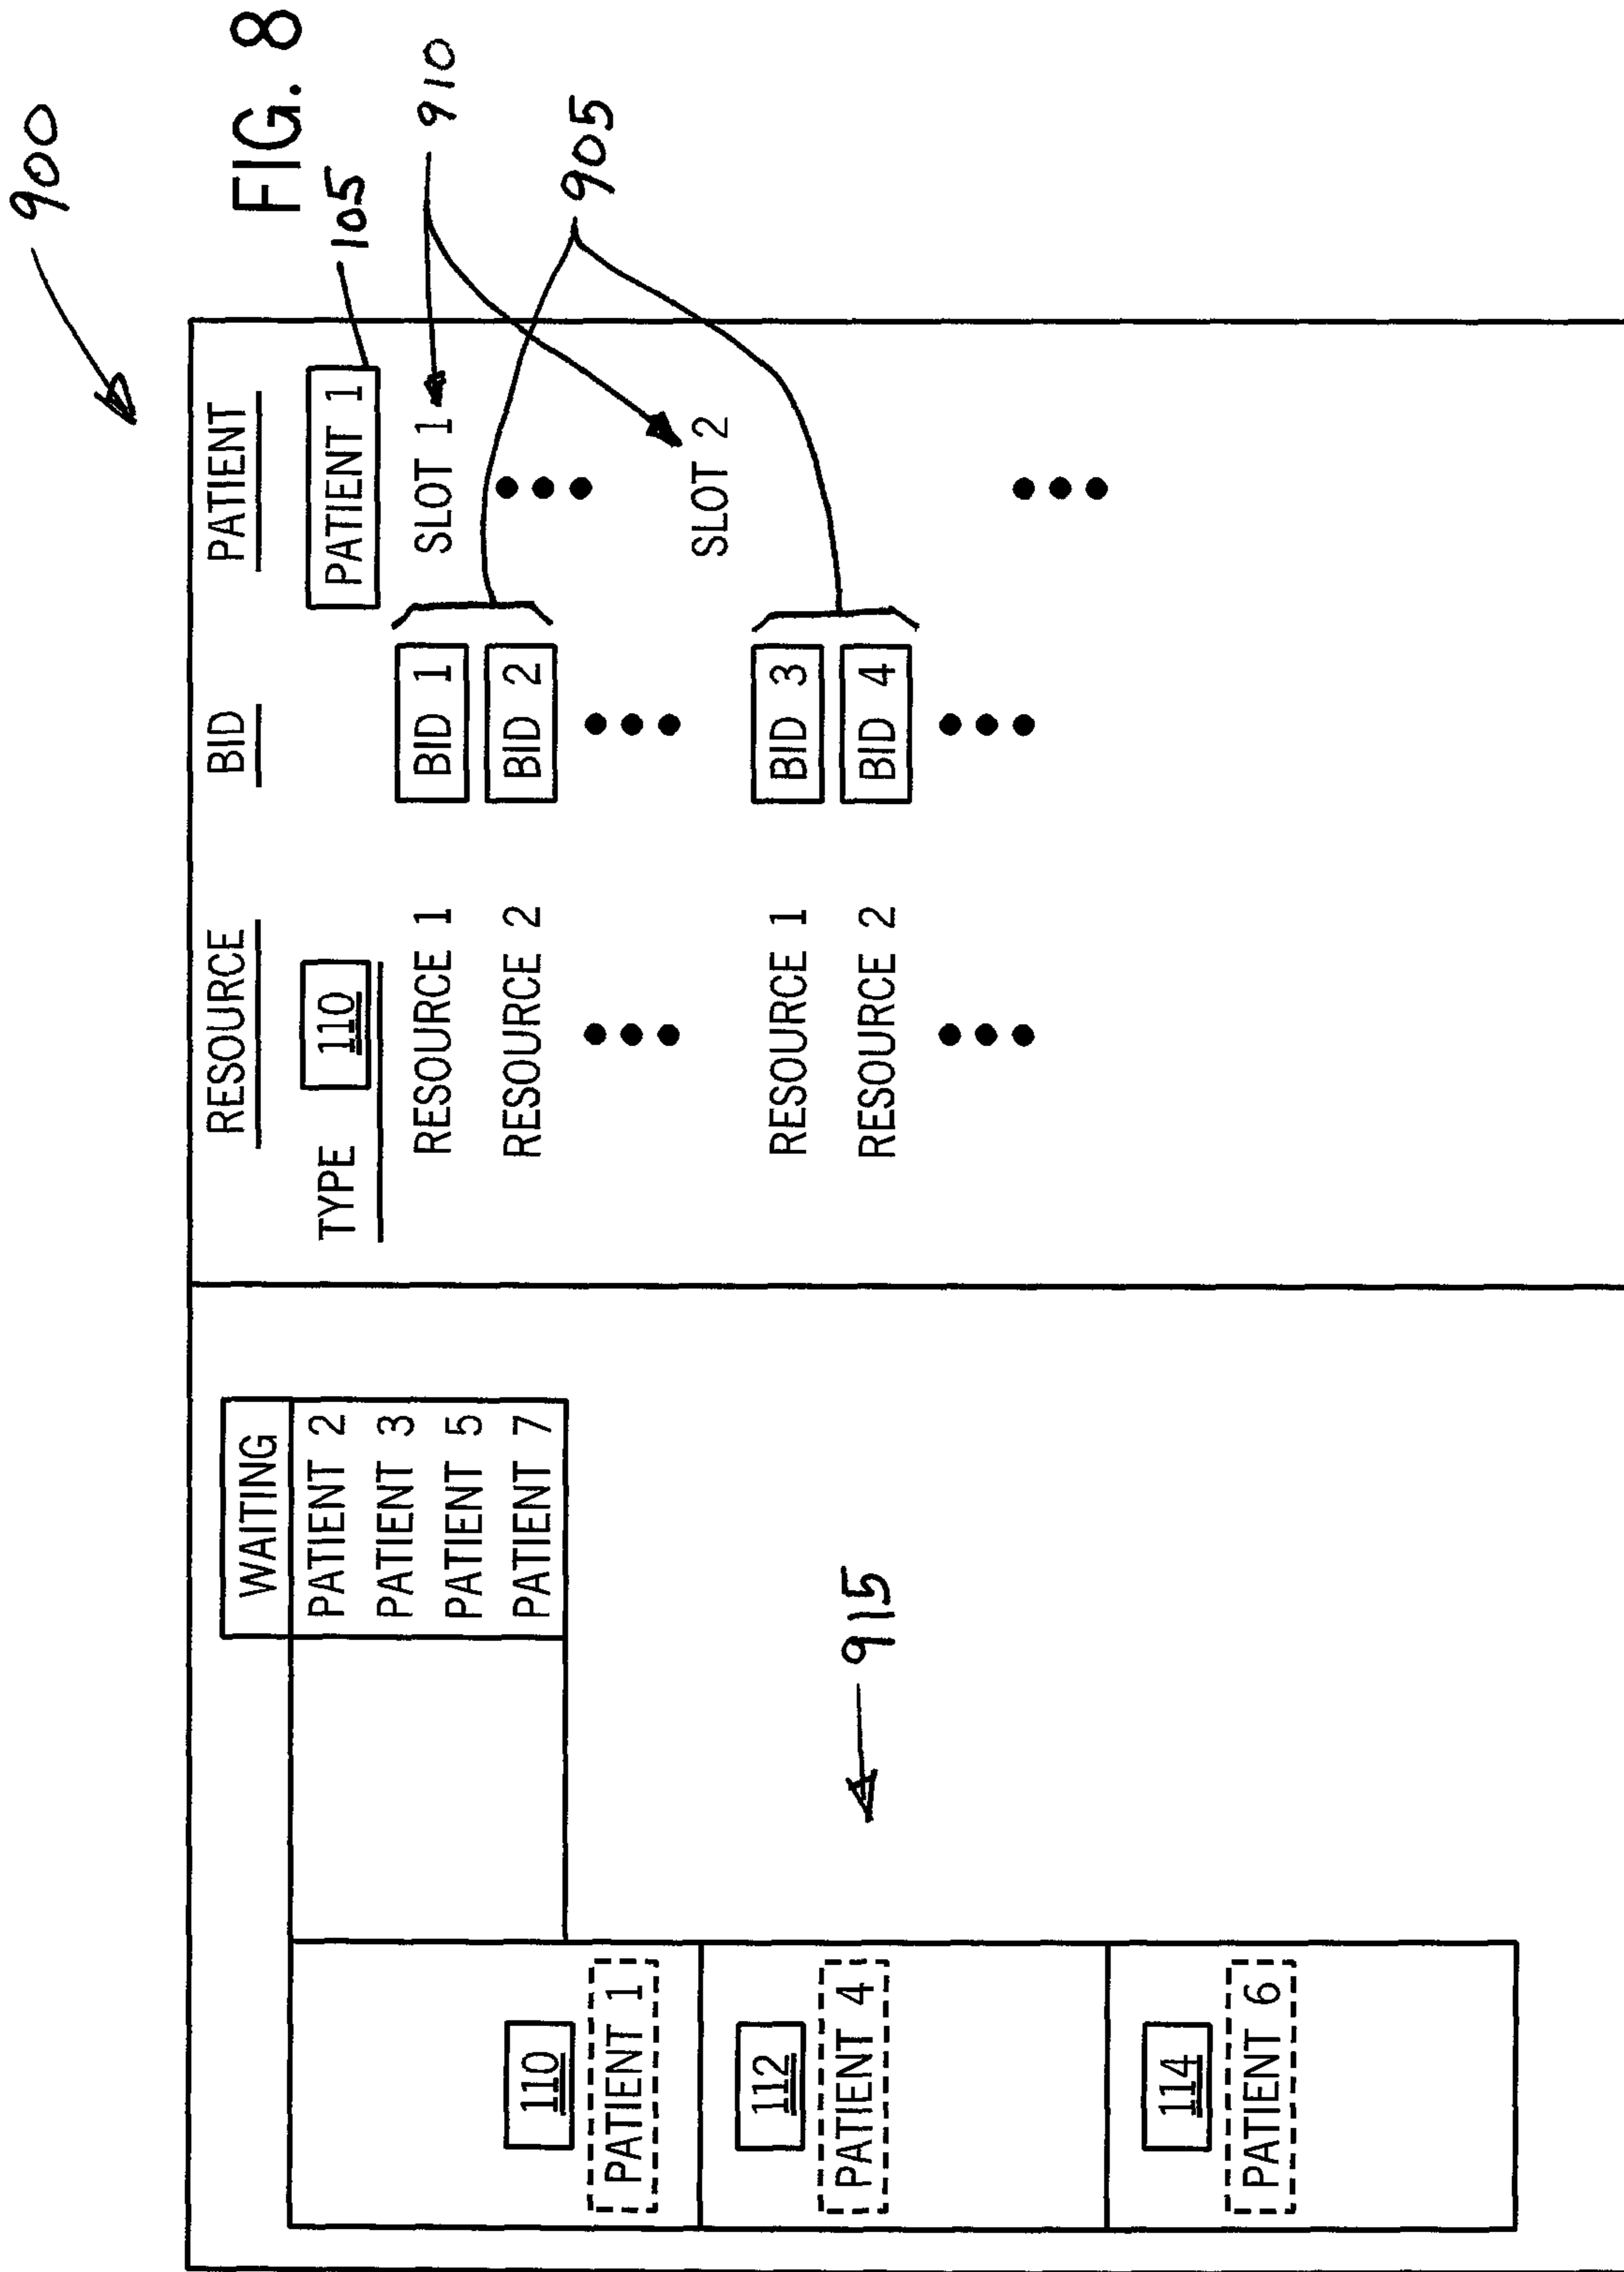 900
FIG. 8
RESOURCE BID PATIENT
TYPE 110 PATIENT 1 105
RESOURCE 1 BID 1 SLOT 1 910
RESOURCE 2 BID 2
905
SLOT 2
RESOURCE 1 BID 3
RESOURCE 2 BID 4
WAITING
PATIENT 2
PATIENT 3
PATIENT 5
PATIENT 7
110
PATIENT 1
112
PATIENT 4
915
114
PATIENT 6